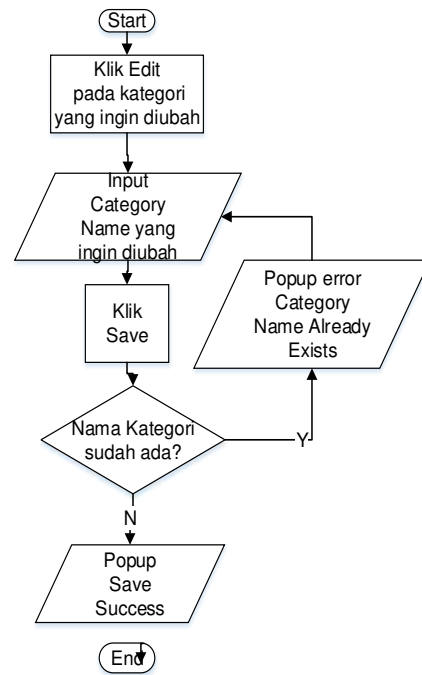 Start
Klik Edit
pada kategori
yang ingin diubah
Input
Category
Name yang
ingin diubah
Klik
Save
Popup error
Category
Name Already
Exists
Nama Kategori
sudah ada?
Y
N
Popup
Save
Success
End